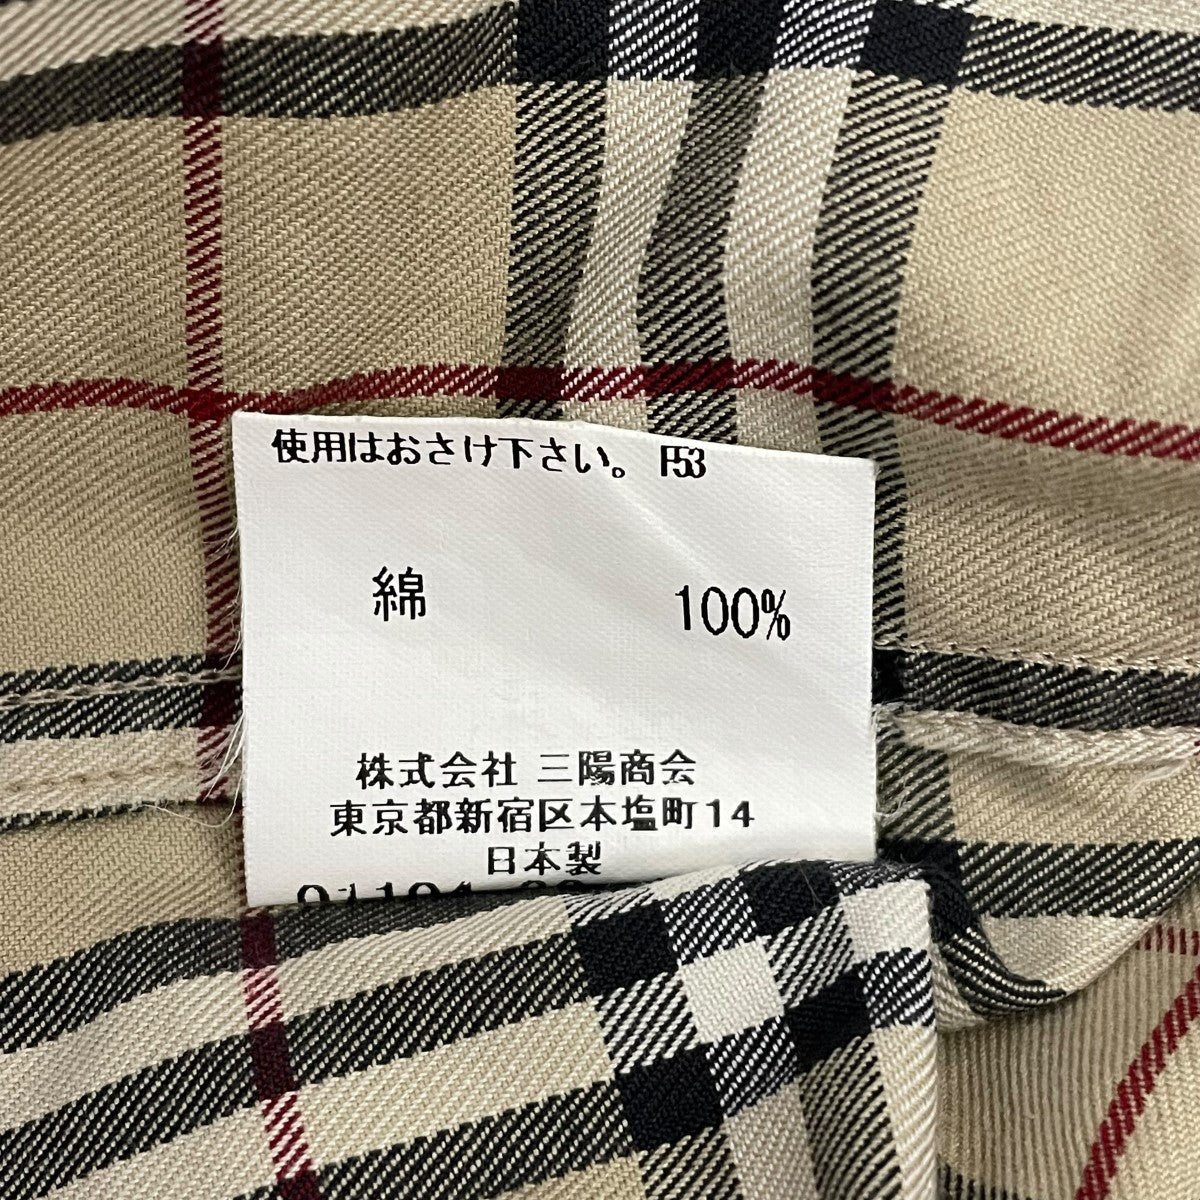 使用はおさけ下さい。 F53
綿 100%
株式会社 三陽商会
東京都新宿区本塩町14
日本製